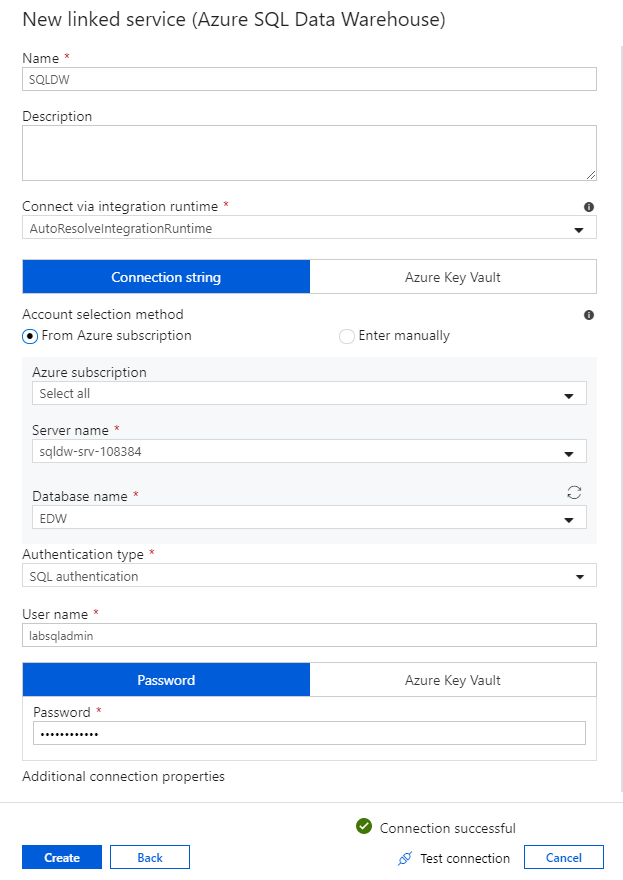 New linked service (Azure SQL Data Warehouse)
Name *
SQLDW
Description
Connect via integration runtime *
AutoResolveIntegrationRuntime
Connection string Azure Key Vault
Account selection method
From Azure subscription Enter manually
Azure subscription
Select all
Server name *
sqldw-srv-108384
Database name *
EDW
Authentication type *
SQL authentication
User name *
labsqladmin
Password Azure Key Vault
Password *
••••••••••••
Additional connection properties
Connection successful
Create Back Test connection Cancel